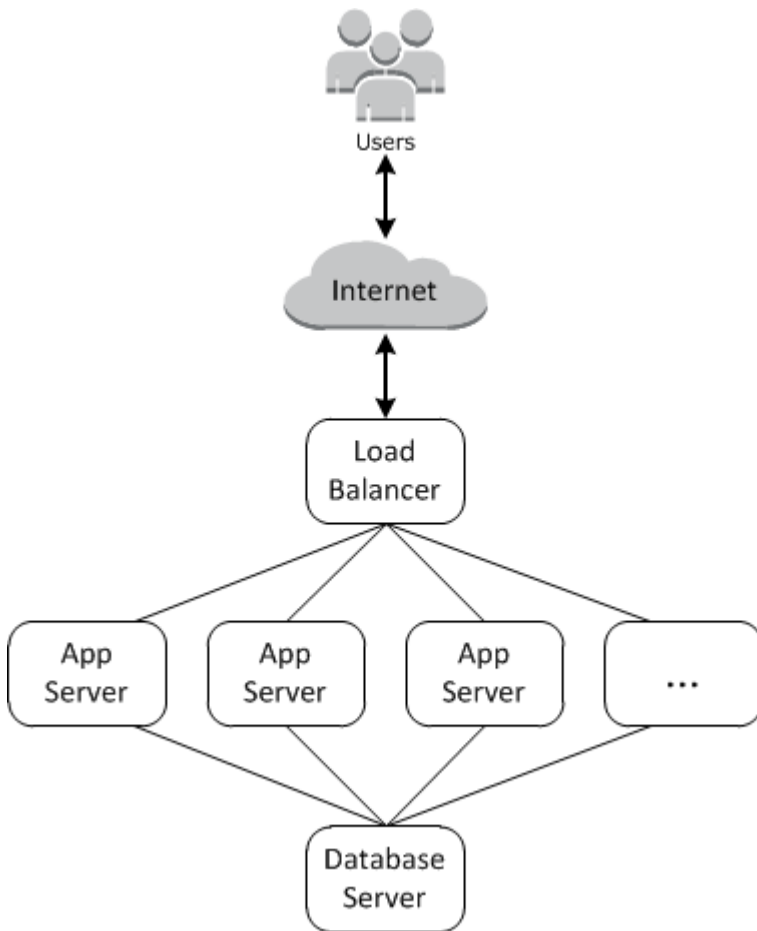 Users
Internet
Load
Balancer
App
Server
App
Server
App
Server
...
Database
Server